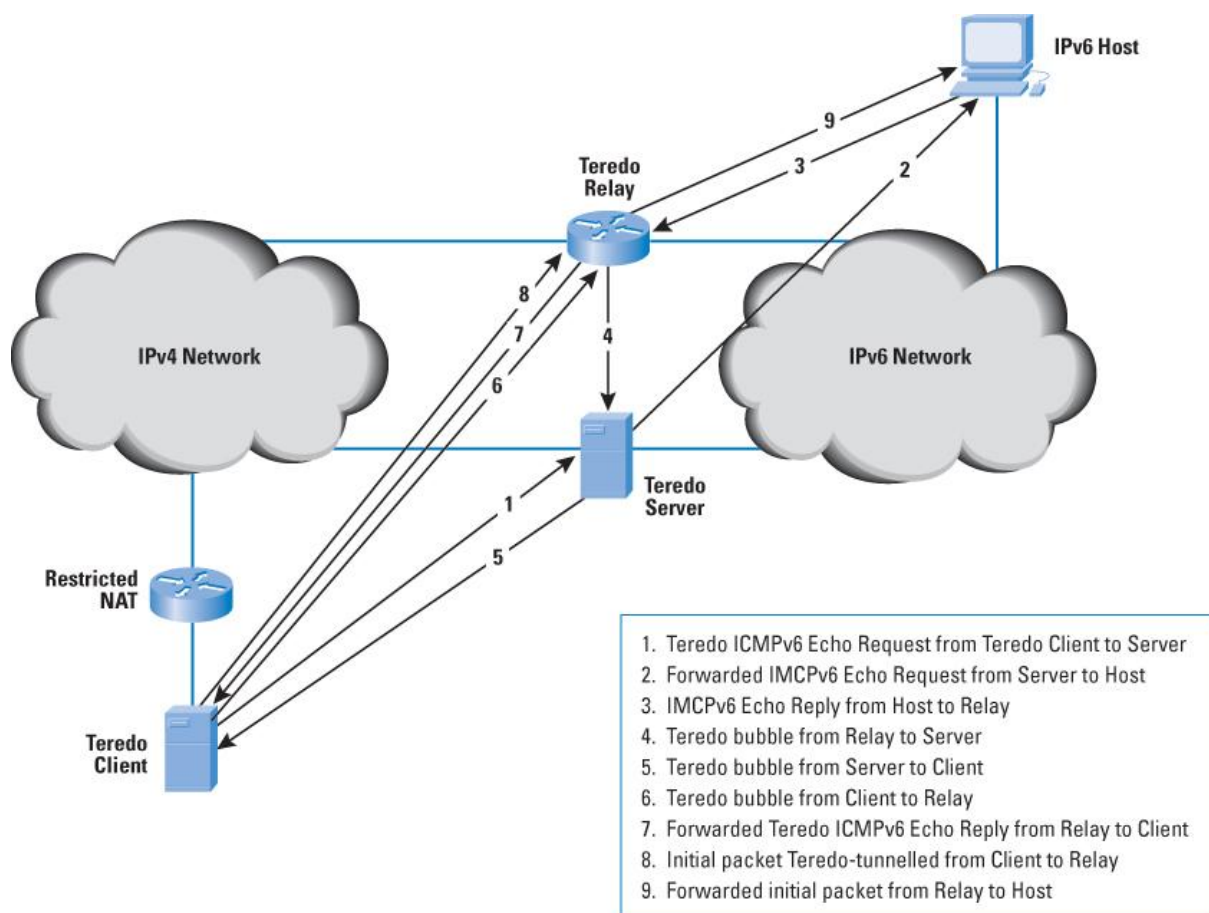 IPv6 Host
9
3
2
Teredo
Relay
8
7
6
4
IPv4 Network
IPv6 Network
Teredo
Server
1
5
Restricted
NAT
Teredo
Client
1. Teredo ICMPv6 Echo Request from Teredo Client to Server
2. Forwarded IMCPv6 Echo Request from Server to Host
3. IMCPv6 Echo Reply from Host to Relay
4. Teredo bubble from Relay to Server
5. Teredo bubble from Server to Client
6. Teredo bubble from Client to Relay
7. Forwarded Teredo ICMPv6 Echo Reply from Relay to Client
8. Initial packet Teredo-tunnelled from Client to Relay
9. Forwarded initial packet from Relay to Host